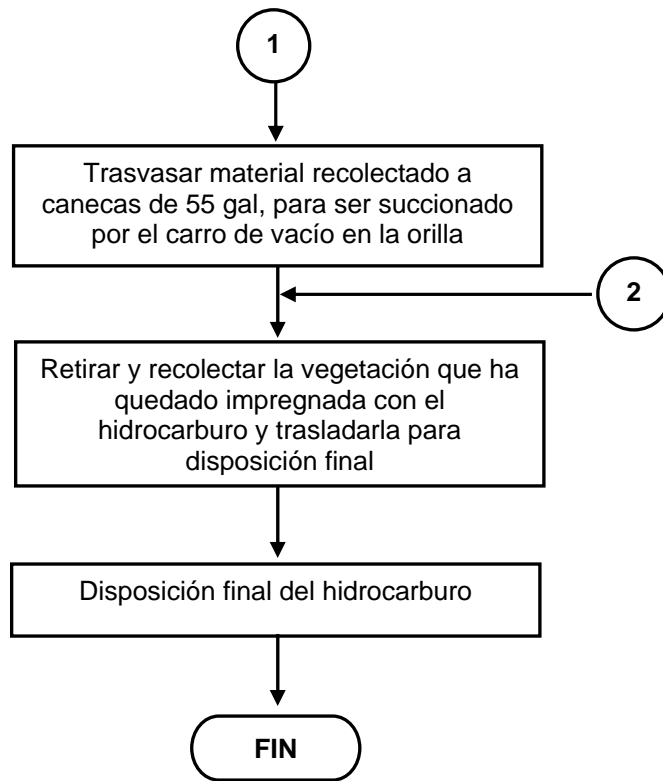 1
Trasvasar material recolectado a
canecas de 55 gal, para ser succionado
por el carro de vacío en la orilla
2
Retirar y recolectar la vegetación que ha
quedado impregnada con el
hidrocarburo y trasladarla para
disposición final
Disposición final del hidrocarburo
FIN